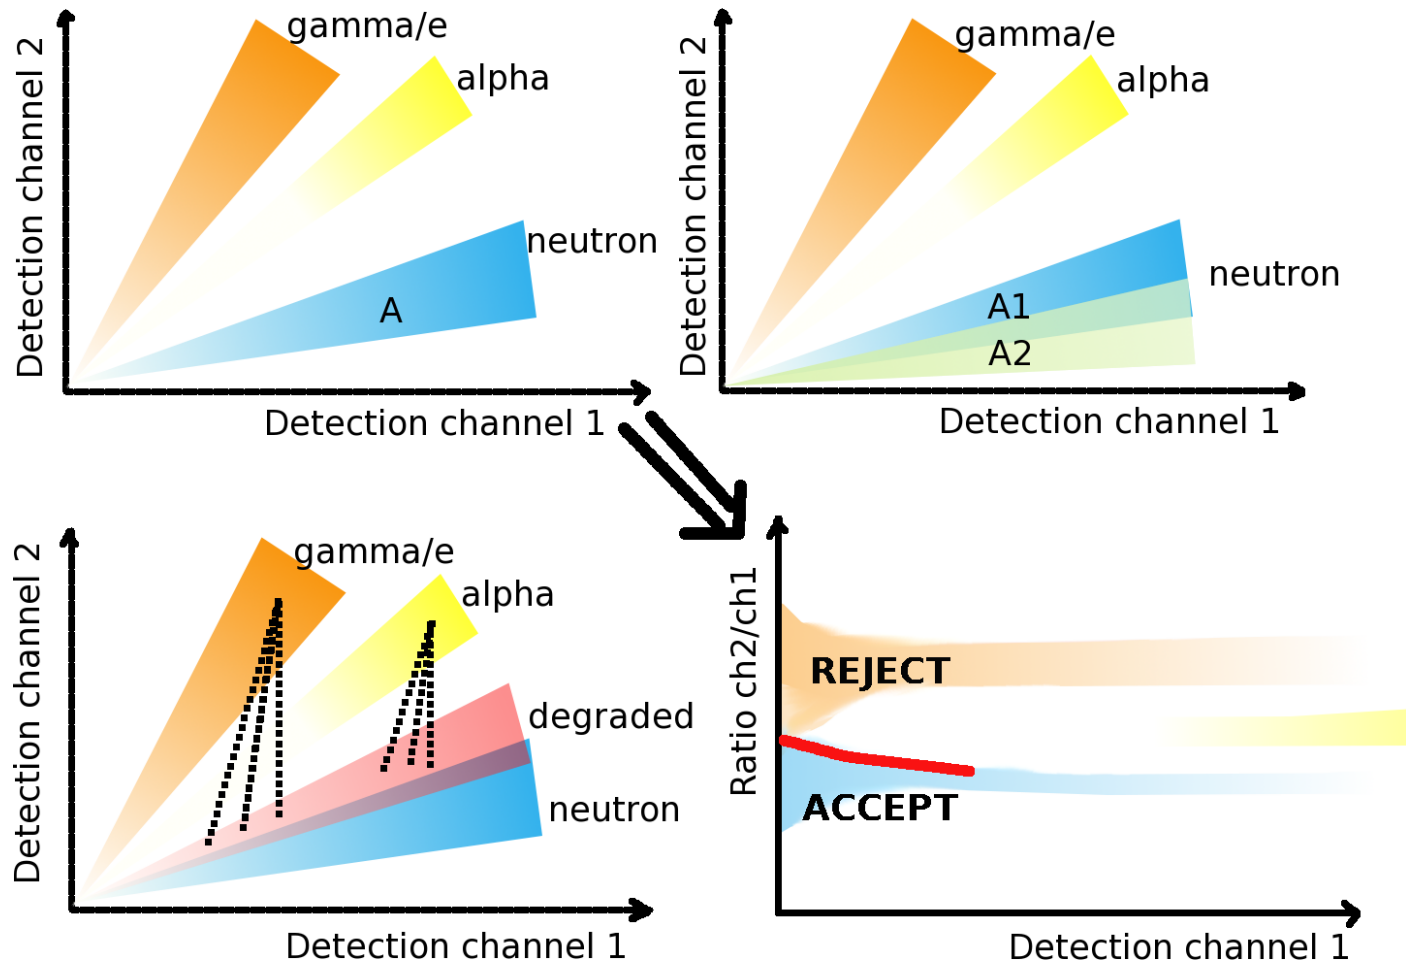 gamma/e
alpha
neutron
A
Detection channel 2
Detection channel 1
gamma/e
alpha
neutron
A1
A2
Detection channel 2
Detection channel 1
gamma/e
alpha
degraded
neutron
Detection channel 2
Detection channel 1
Ratio ch2/ch1
REJECT
ACCEPT
Detection channel 1